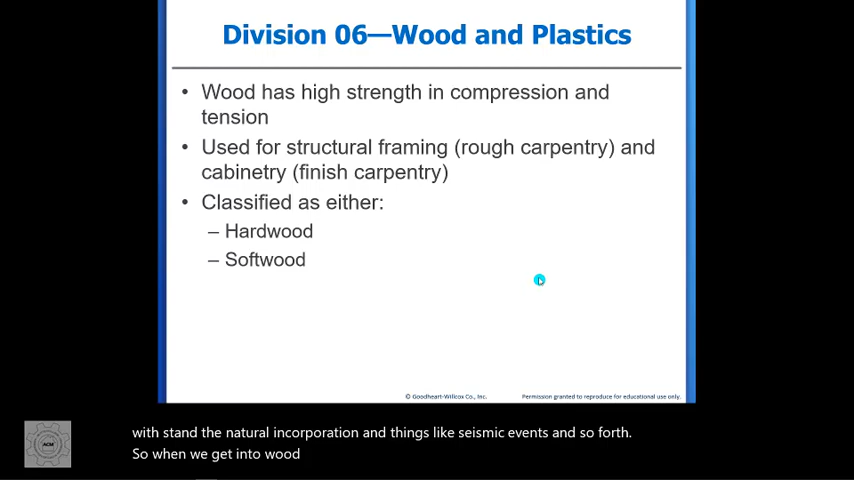 Division 06—Wood and Plastics
• Wood has high strength in compression and
tension
• Used for structural framing (rough carpentry) and
cabinetry (finish carpentry)
• Classified as either:
– Hardwood
– Softwood
© Goodheart-Willcox Co., Inc. Permission granted to reproduce for educational use only.
with stand the natural incorporation and things like seismic events and so forth.
So when we get into wood
ACM